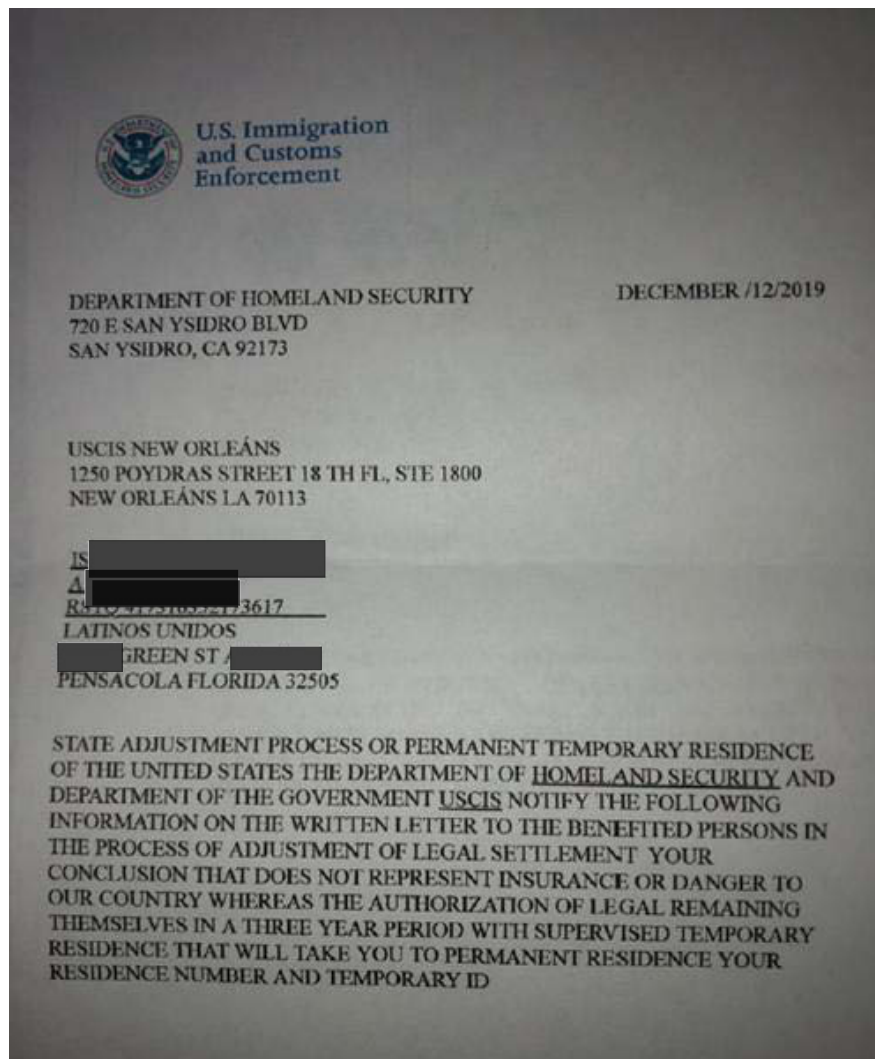 U.S. Immigration
and Customs
Enforcement
DEPARTMENT OF HOMELAND SECURITY
DECEMBER /12/2019
720 E SAN YSIDRO BLVD
SAN YSIDRO, CA 92173
USCIS NEW ORLEÁNS
1250 POYDRAS STREET 18 TH FL, STE 1800
NEW ORLEÁNS LA 70113
IS
A
3617
LATINOS UNIDOS
GREEN ST
PENSACOLA FLORIDA 32505
STATE ADJUSTMENT PROCESS OR PERMANENT TEMPORARY RESIDENCE
OF THE UNITED STATES THE DEPARTMENT OF HOMELAND SECURITY AND
DEPARTMENT OF THE GOVERNMENT USCIS NOTIFY THE FOLLOWING
INFORMATION ON THE WRITTEN LETTER TO THE BENEFITED PERSONS IN
THE PROCESS OF ADJUSTMENT OF LEGAL SETTLEMENT YOUR
CONCLUSION THAT DOES NOT REPRESENT INSURANCE OR DANGER TO
OUR COUNTRY WHEREAS THE AUTHORIZATION OF LEGAL REMAINING
THEMSELVES IN A THREE YEAR PERIOD WITH SUPERVISED TEMPORARY
RESIDENCE THAT WILL TAKE YOU TO PERMANENT RESIDENCE YOUR
RESIDENCE NUMBER AND TEMPORARY ID